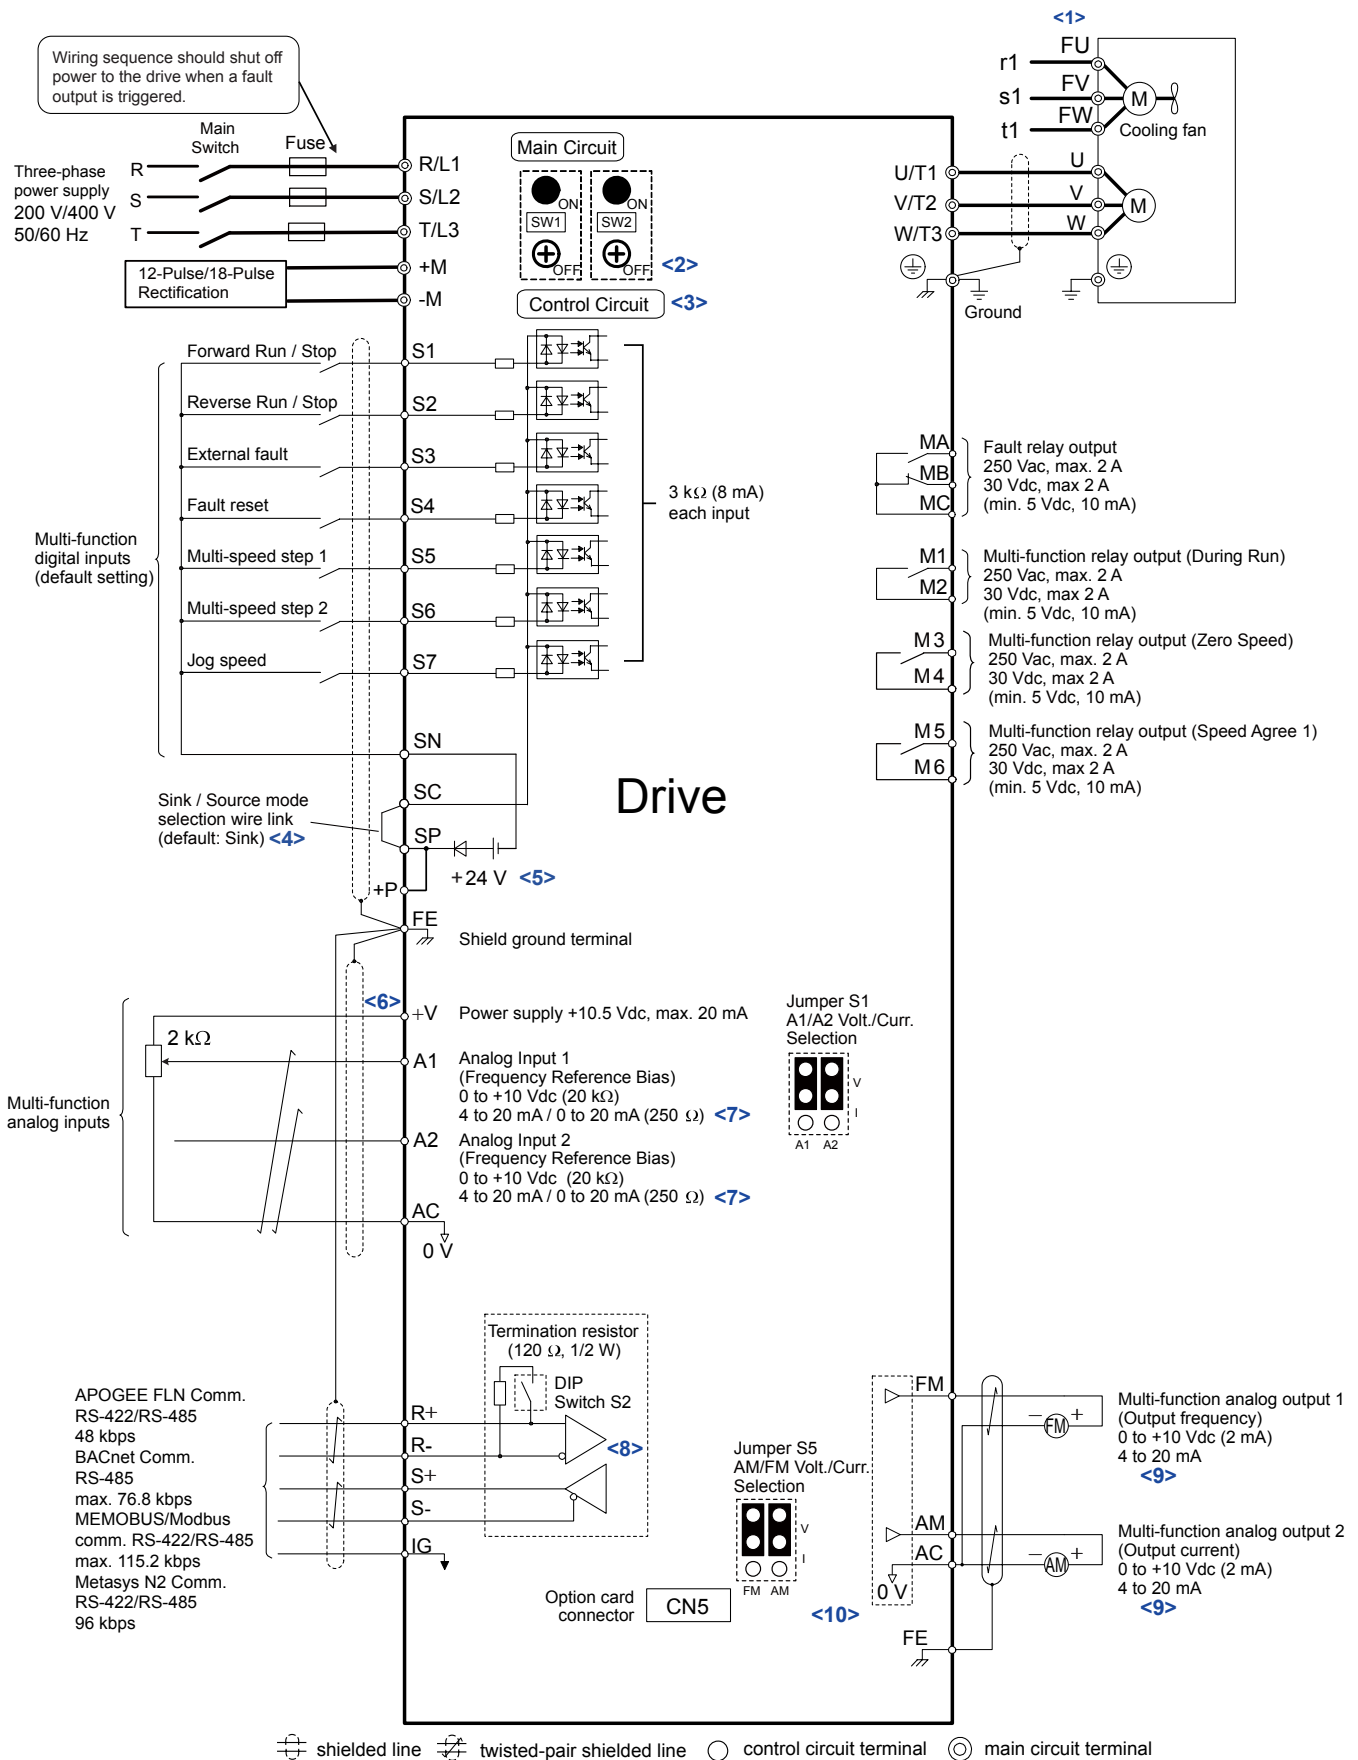 <1>
Wiring sequence should shut off
power to the drive when a fault
output is triggered.
r1
FU
s1
FV
t1
FW
M
Cooling fan
Main
Switch
Fuse
Three-phase
power supply
200 V/400 V
50/60 Hz
R
S
T
R/L1
S/L2
T/L3
12-Pulse/18-Pulse
Rectification
+M
-M
Main Circuit
ON
SW1
OFF
ON
SW2
OFF
<2>
Control Circuit
<3>
U/T1
V/T2
W/T3
U
V
W
M
Ground
Multi-function
digital inputs
(default setting)
Forward Run / Stop
S1
Reverse Run / Stop
S2
External fault
S3
Fault reset
S4
Multi-speed step 1
S5
Multi-speed step 2
S6
Jog speed
S7
3 kΩ (8 mA)
each input
SN
SC
SP
Sink / Source mode
selection wire link
(default: Sink) <4>
+24 V <5>
+P
FE
Shield ground terminal
Drive
MA
MB
MC
Fault relay output
250 Vac, max. 2 A
30 Vdc, max 2 A
(min. 5 Vdc, 10 mA)
M1
M2
Multi-function relay output (During Run)
250 Vac, max. 2 A
30 Vdc, max 2 A
(min. 5 Vdc, 10 mA)
M3
M4
Multi-function relay output (Zero Speed)
250 Vac, max. 2 A
30 Vdc, max 2 A
(min. 5 Vdc, 10 mA)
M5
M6
Multi-function relay output (Speed Agree 1)
250 Vac, max. 2 A
30 Vdc, max 2 A
(min. 5 Vdc, 10 mA)
Multi-function
analog inputs
2 kΩ
<6>
+V
Power supply +10.5 Vdc, max. 20 mA
A1
Analog Input 1
(Frequency Reference Bias)
0 to +10 Vdc (20 kΩ)
4 to 20 mA / 0 to 20 mA (250 Ω) <7>
A2
Analog Input 2
(Frequency Reference Bias)
0 to +10 Vdc (20 kΩ)
4 to 20 mA / 0 to 20 mA (250 Ω) <7>
AC
0 V
Jumper S1
A1/A2 Volt./Curr.
Selection
V
I
A1 A2
Termination resistor
(120 Ω, 1/2 W)
DIP
Switch S2
<8>
APOGEE FLN Comm.
RS-422/RS-485
48 kbps
BACnet Comm.
RS-485
max. 76.8 kbps
MEMOBUS/Modbus
comm. RS-422/RS-485
max. 115.2 kbps
Metasys N2 Comm.
RS-422/RS-485
96 kbps
R+
R-
S+
S-
IG
Option card
connector
CN5
Jumper S5
AM/FM Volt./Curr.
Selection
V
I
FM AM
<10>
FM
AM
AC
0 V
FE
− FM +
− AM +
Multi-function analog output 1
(Output frequency)
0 to +10 Vdc (2 mA)
4 to 20 mA
<9>
Multi-function analog output 2
(Output current)
0 to +10 Vdc (2 mA)
4 to 20 mA
<9>
shielded line
twisted-pair shielded line
control circuit terminal
main circuit terminal